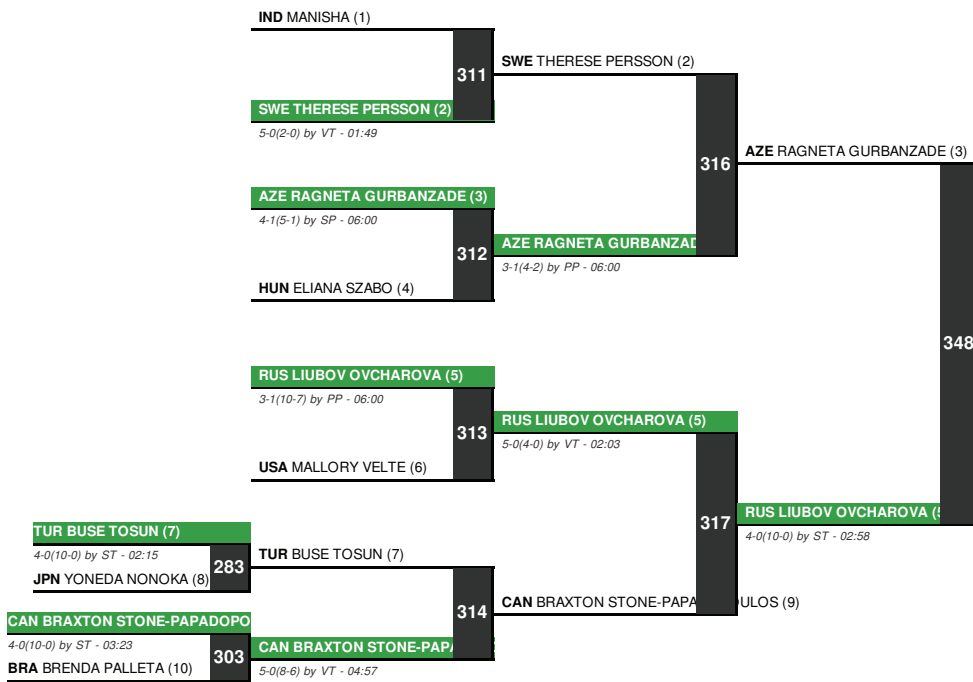 IND MANISHA (1)
311
SWE THERESE PERSSON (2)
SWE THERESE PERSSON (2)
5-0(2-0) by VT - 01:49
316
AZE RAGNETA GURBANZADE (3)
AZE RAGNETA GURBANZADE (3)
4-1(5-1) by SP - 06:00
312
AZE RAGNETA GURBANZAD
3-1(4-2) by PP - 06:00
HUN ELIANA SZABO (4)
348
RUS LIUBOV OVCHAROVA (5)
3-1(10-7) by PP - 06:00
313
RUS LIUBOV OVCHAROVA (5)
5-0(4-0) by VT - 02:03
USA MALLORY VELTE (6)
317
RUS LIUBOV OVCHAROVA (5
4-0(10-0) by ST - 02:58
TUR BUSE TOSUN (7)
4-0(10-0) by ST - 02:15
283
JPN YONEDA NONOKA (8)
TUR BUSE TOSUN (7)
314
CAN BRAXTON STONE-PAPA OULOS (9)
CAN BRAXTON STONE-PAPADOPO
4-0(10-0) by ST - 03:23
303
BRA BRENDA PALLETA (10)
CAN BRAXTON STONE-PAPA
5-0(8-6) by VT - 04:57